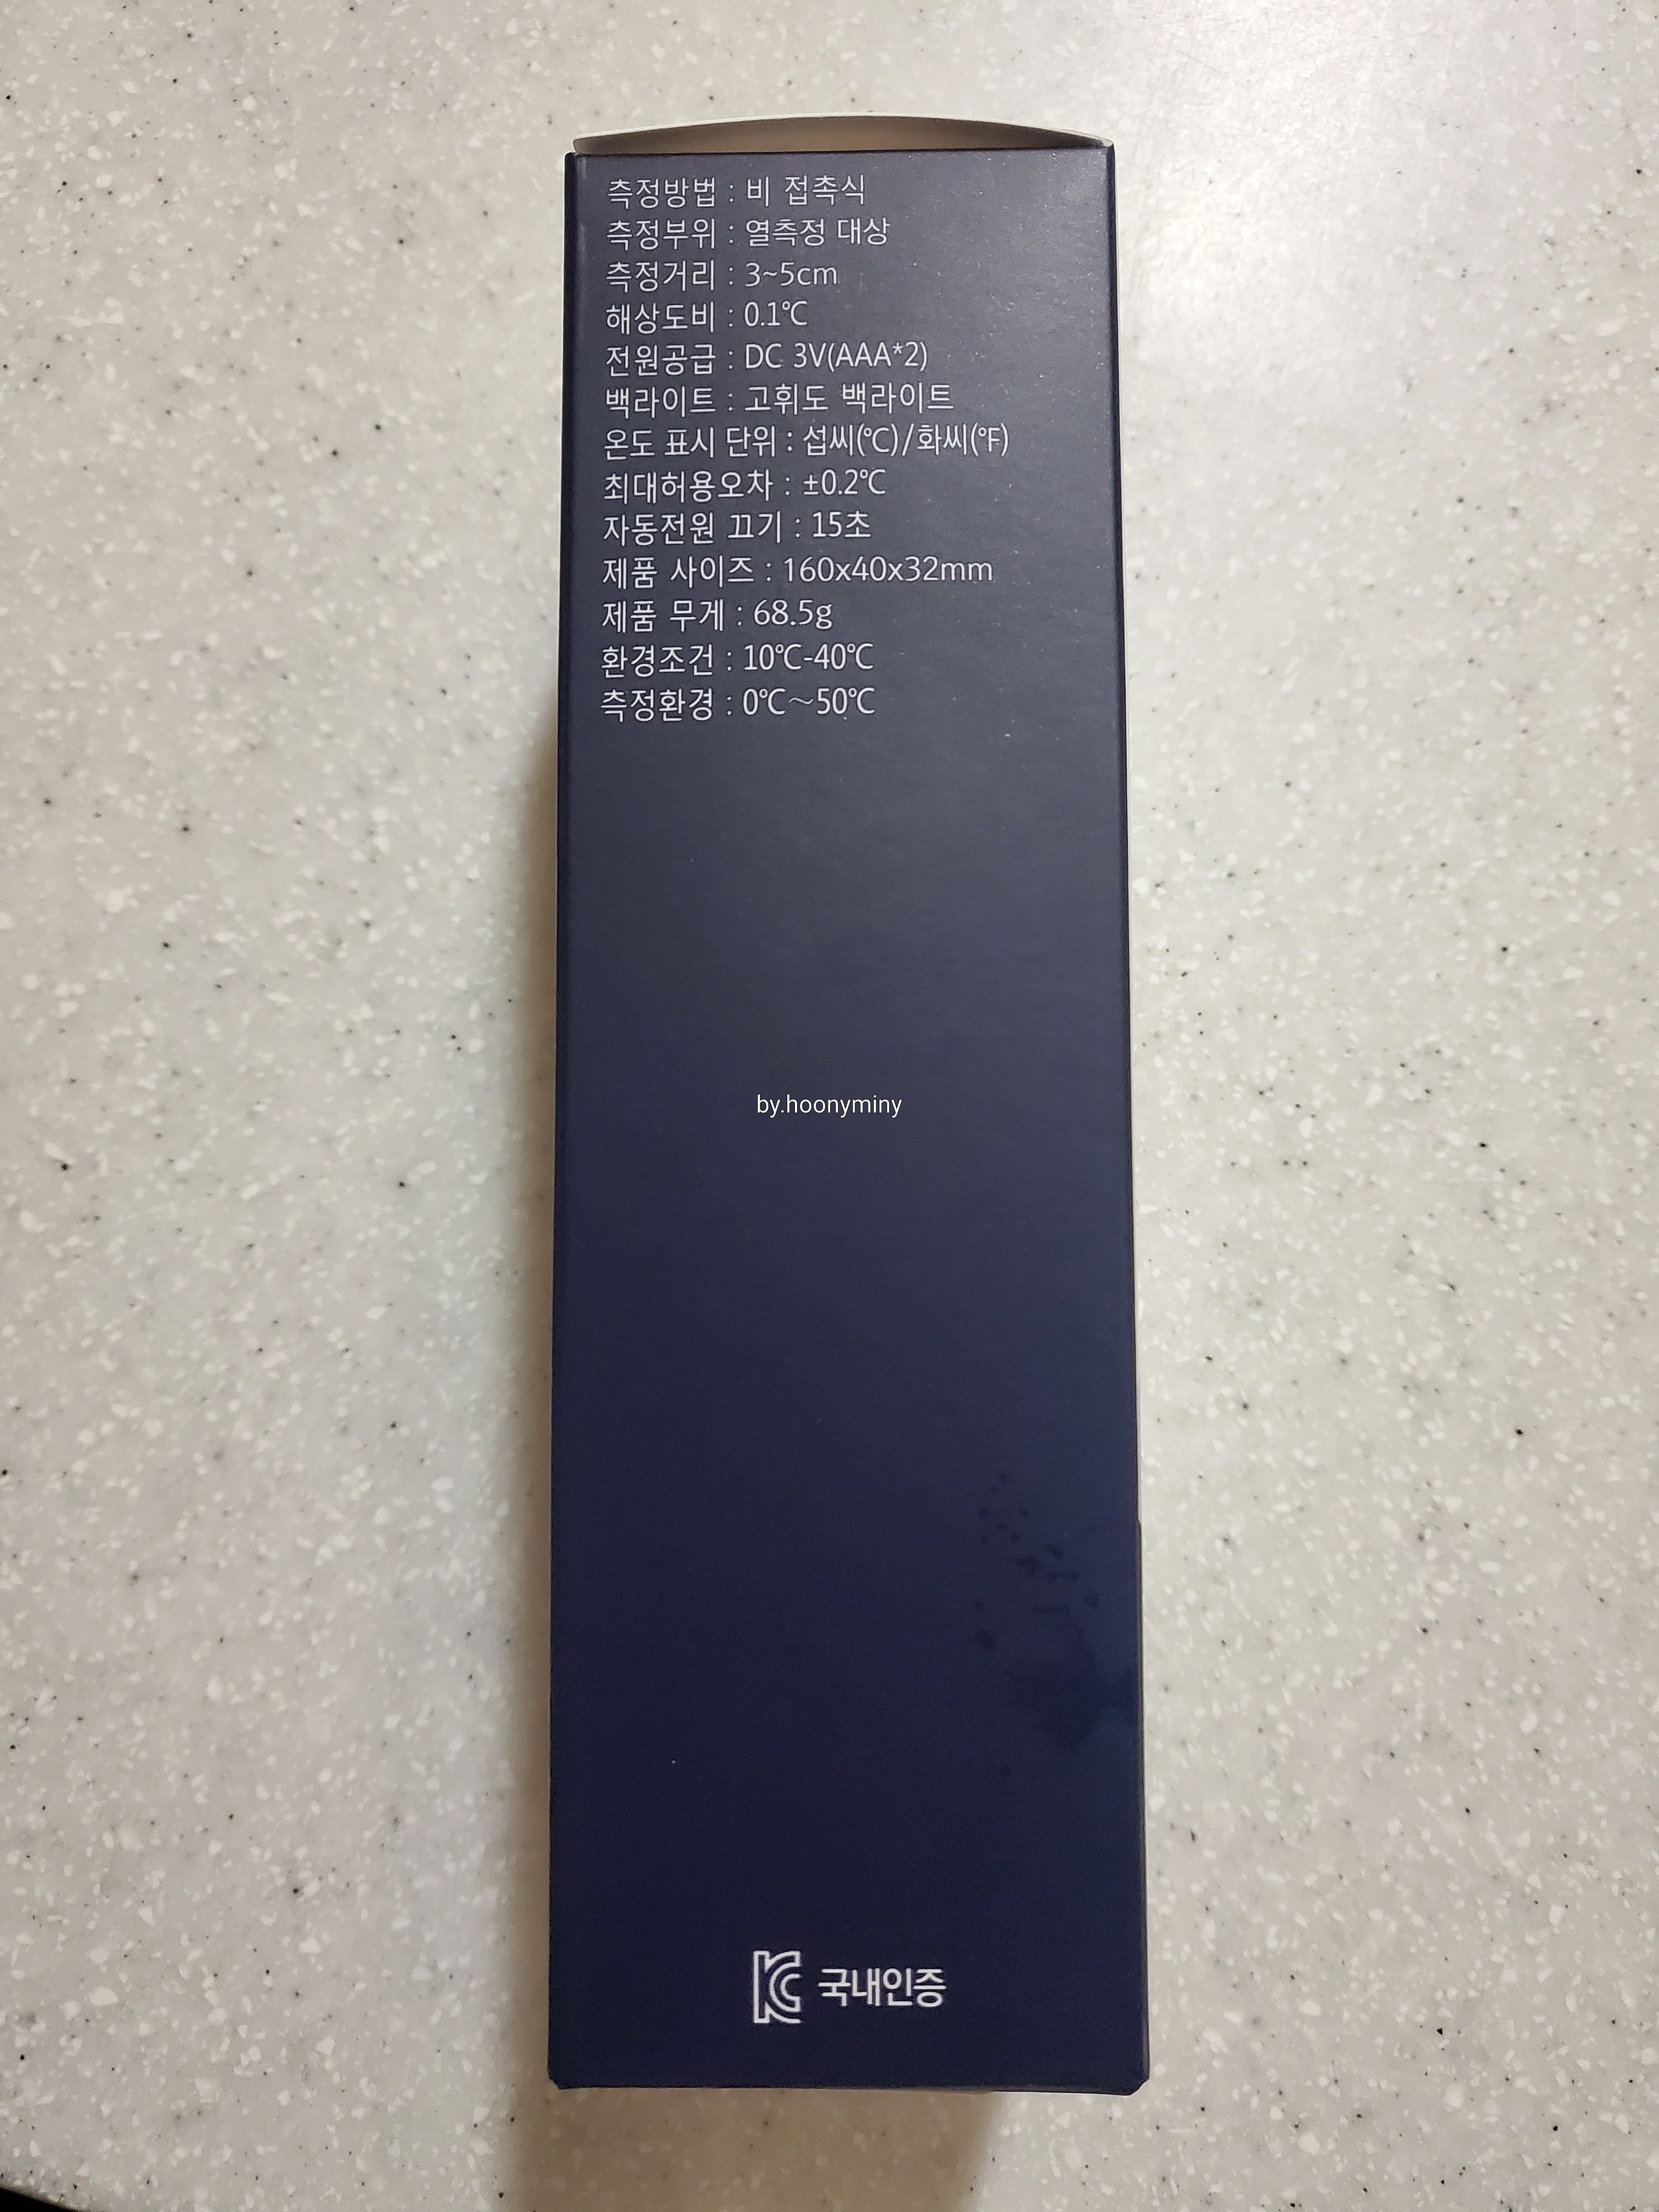 측정방법 : 비 접촉식
측정부위 : 열측정 대상
측정거리 : 3~5cm
해상도비 : 0.1℃
전원공급 : DC 3V(AAA*2)
백라이트 : 고휘도 백라이트
온도 표시 단위 : 섭씨(℃)/화씨(℉)
최대허용오차 : ±0.2℃
자동전원 끄기 : 15초
제품 사이즈 : 160x40x32mm
제품 무게 : 68.5g
환경조건 : 10℃-40℃
측정환경 : 0℃～50℃
by.hoonyminy
KC 국내인증